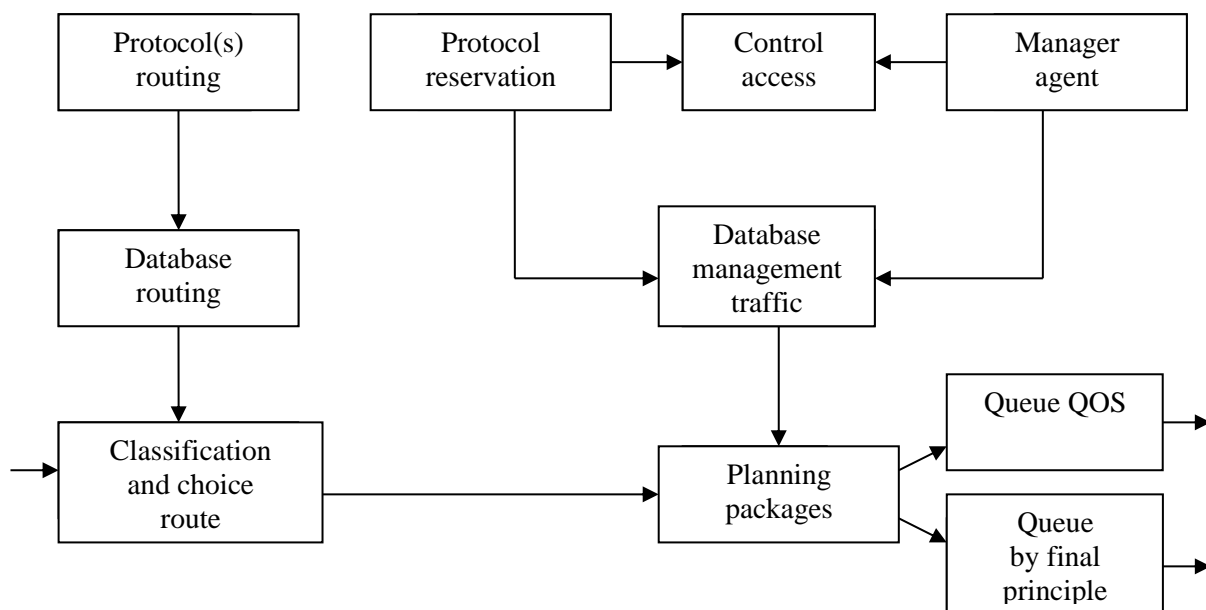 Protocol(s)
routing
Protocol
reservation
Control
access
Manager
agent
Database
routing
Database
management
traffic
Classification
and choice
route
Planning
packages
Queue QOS
Queue
by final
principle